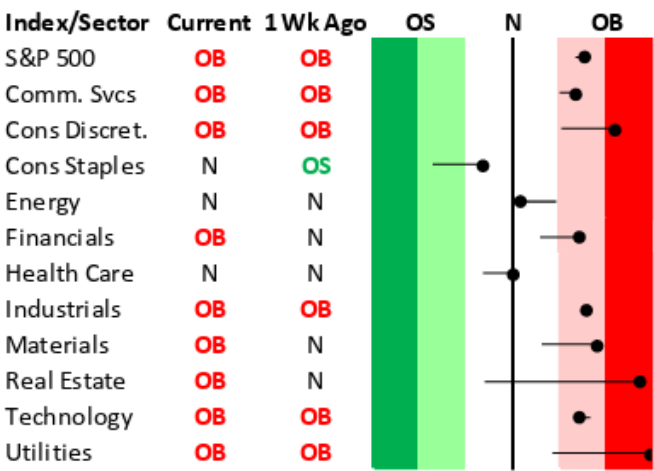 Index/Sector Current 1 Wk Ago OS N OB
S&P 500 OB OB
Comm. Svcs OB OB
Cons Discret. OB OB
Cons Staples N OS
Energy N N
Financials OB N
Health Care N N
Industrials OB OB
Materials OB N
Real Estate OB N
Technology OB OB
Utilities OB OB